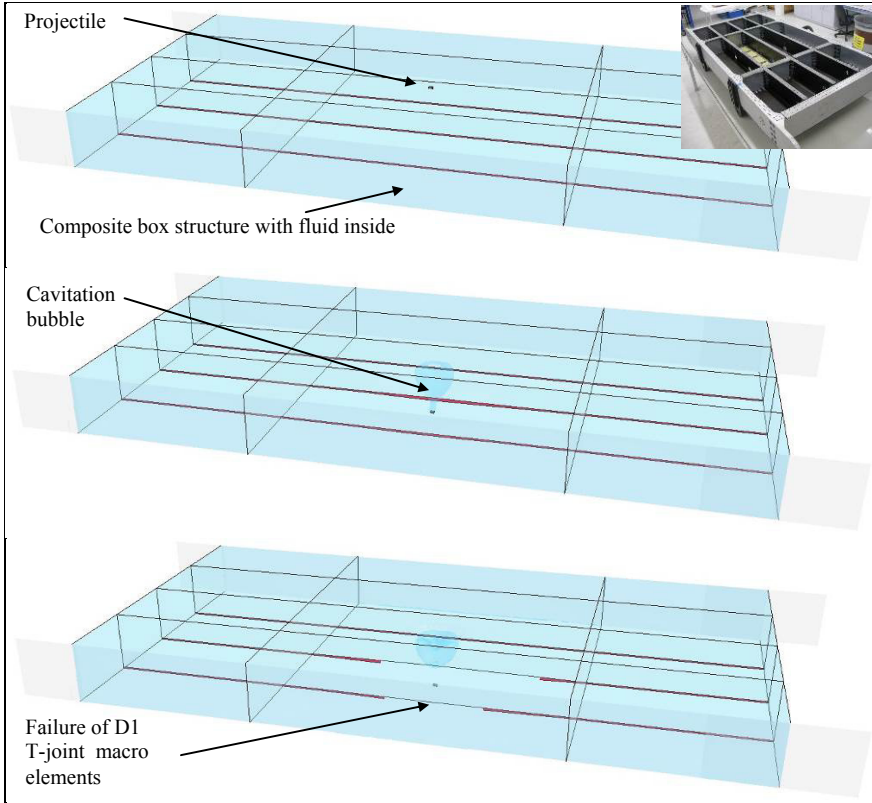 Projectile
Composite box structure with fluid inside
Cavitation
bubble
Failure of D1
T-joint macro
elements